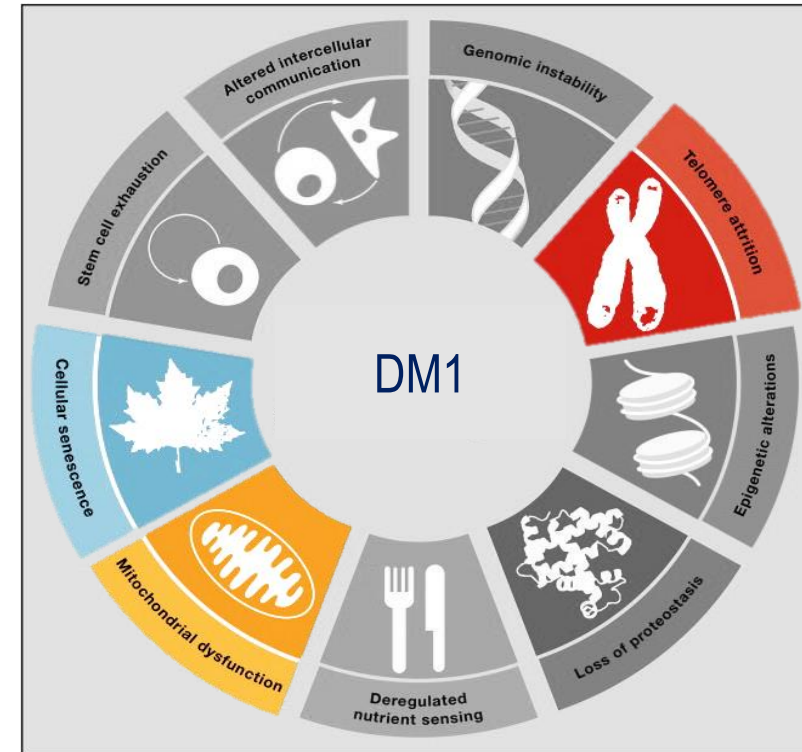 Altered intercellular
communication
Genomic instability
Telomere attrition
Epigenetic alterations
Loss of proteostasis
Deregulated
nutrient sensing
Mitochondrial dysfunction
Cellular senescence
Stem cell exhaustion
DM1